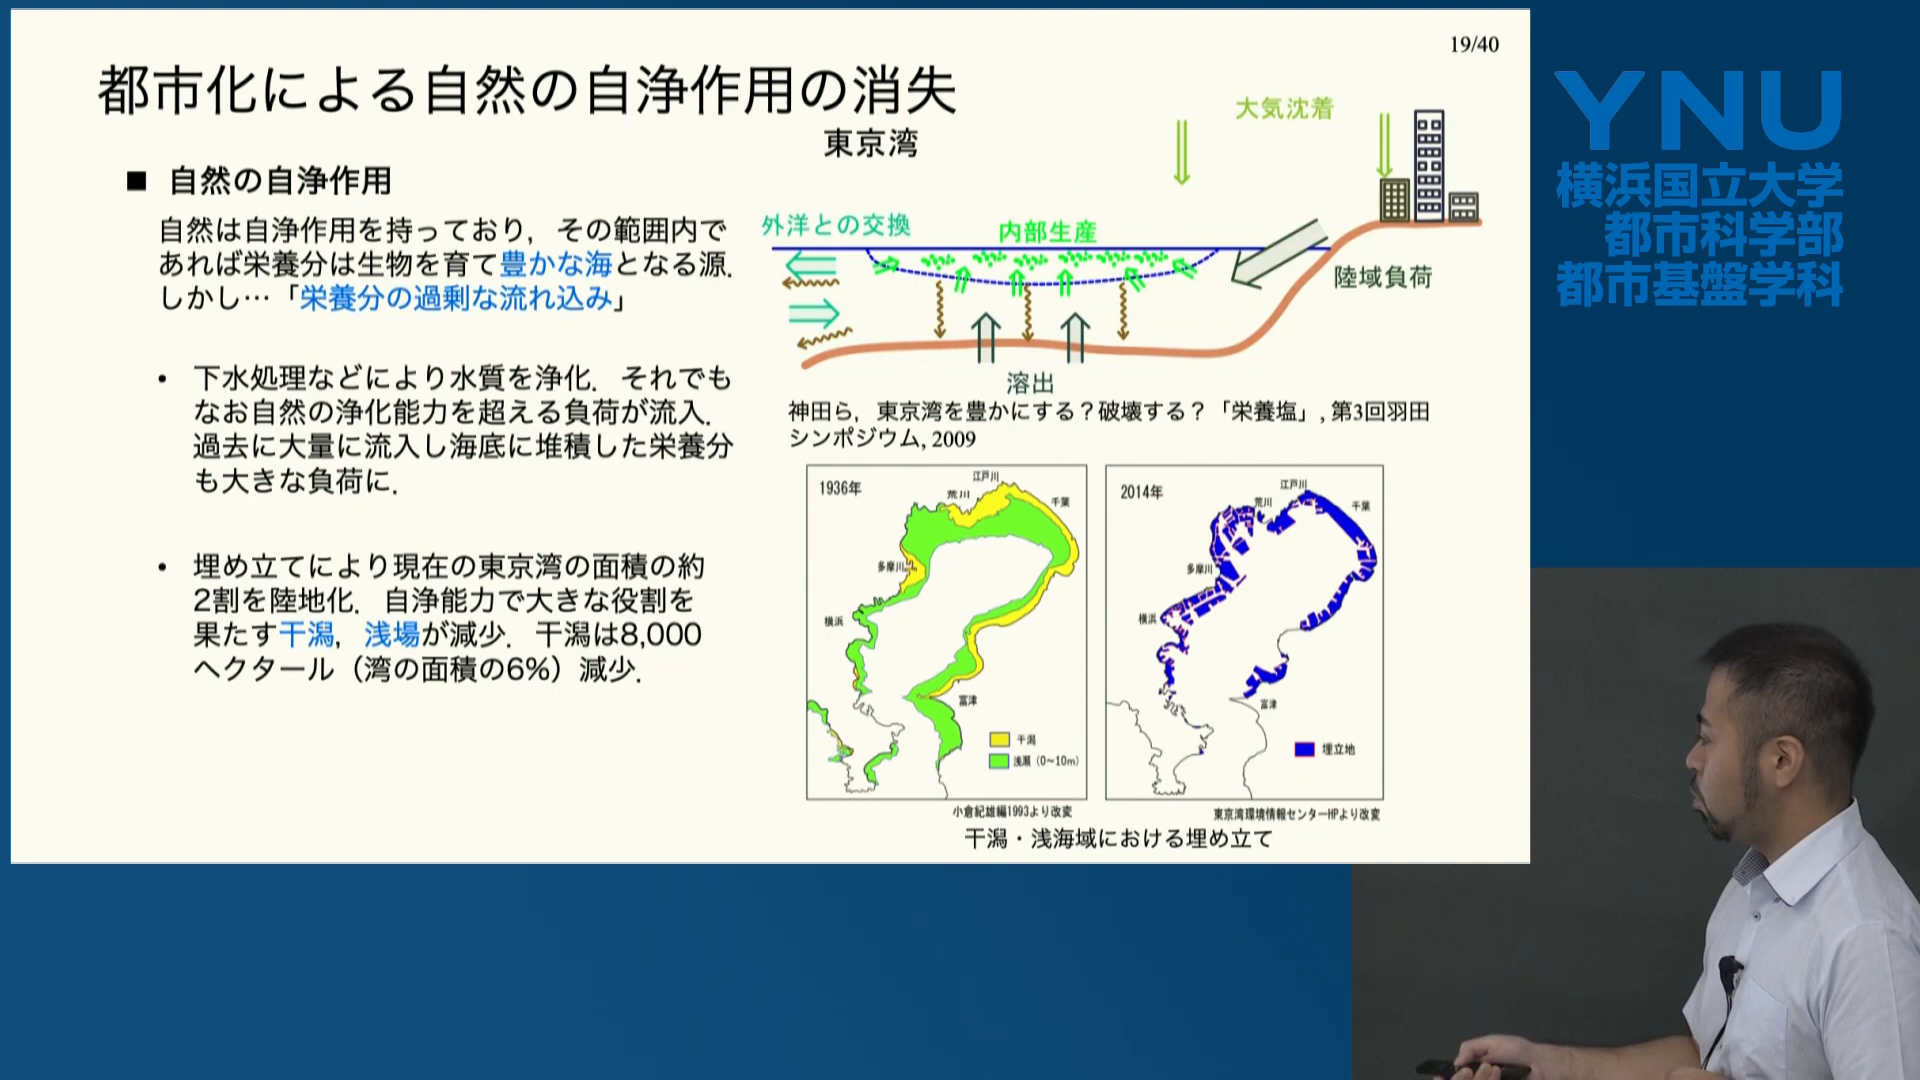 19/40
都市化による自然の自浄作用の消失
東京湾
■ 自然の自浄作用
自然は自浄作用を持っており，その範囲内で
あれば栄養分は生物を育て豊かな海となる源．
しかし…「栄養分の過剰な流れ込み」
• 下水処理などにより水質を浄化．それでも
なお自然の浄化能力を超える負荷が流入．
過去に大量に流入し海底に堆積した栄養分
も大きな負荷に．
• 埋め立てにより現在の東京湾の面積の約
2割を陸地化．自浄能力で大きな役割を
果たす干潟，浅場が減少．干潟は8,000
ヘクタール（湾の面積の6%）減少．
大気沈着
外洋との交換
内部生産
陸域負荷
溶出
神田ら，東京湾を豊かにする？破壊する？「栄養塩」, 第3回羽田
シンポジウム, 2009
1936年
江戸川
荒川
千葉
多摩川
横浜
富津
干潟
浅瀬（0~10m）
小倉紀雄編1993より改変
2014年
江戸川
荒川
千葉
多摩川
横浜
富津
埋立地
東京湾環境情報センターHPより改変
干潟・浅海域における埋め立て
YNU
横浜国立大学
都市科学部
都市基盤学科